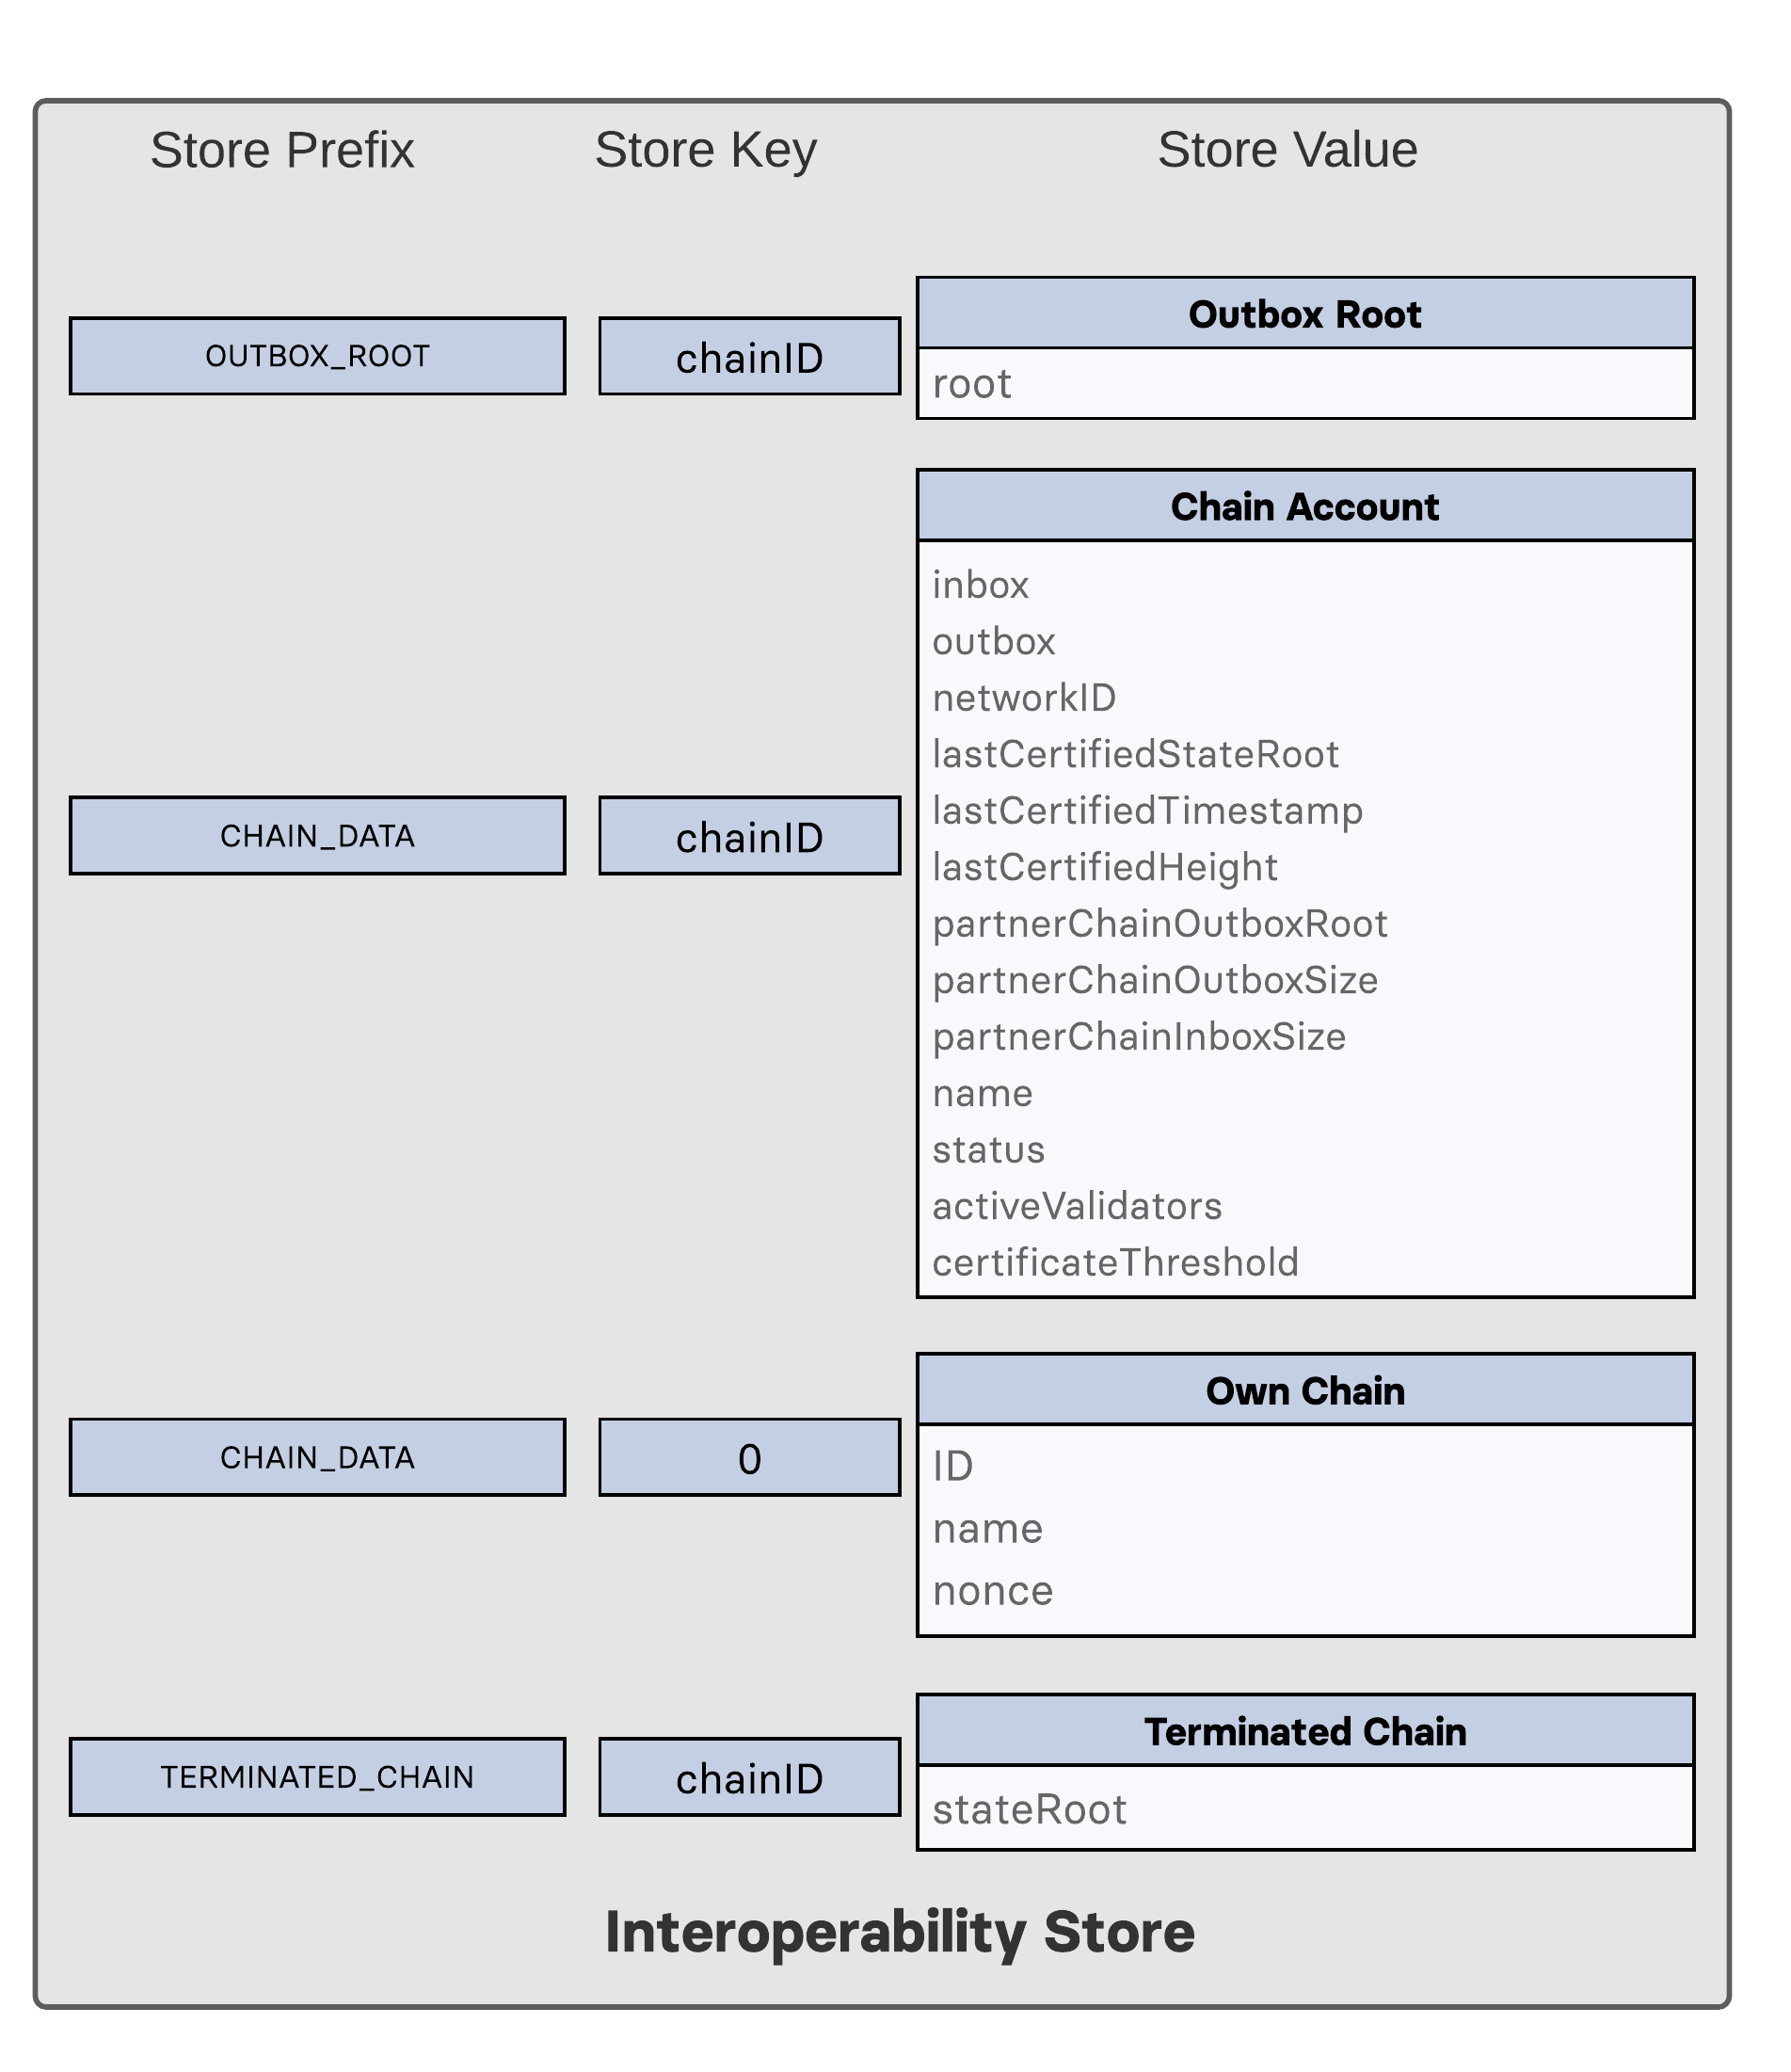 Store Prefix Store Key Store Value
Outbox Root
OUTBOX_ROOT chainID
root
Chain Account
inbox
outbox
networkID
lastCertifiedStateRoot
lastCertifiedTimestamp
CHAIN_DATA chainID
lastCertifiedHeight
partnerChainOutboxRoot
partnerChainOutboxSize
partnerChainInboxSize
name
status
activeValidators
certificateThreshold
Own Chain
CHAIN_DATA 0
ID
name
nonce
Terminated Chain
TERMINATED_CHAIN chainID
stateRoot
Interoperability Store